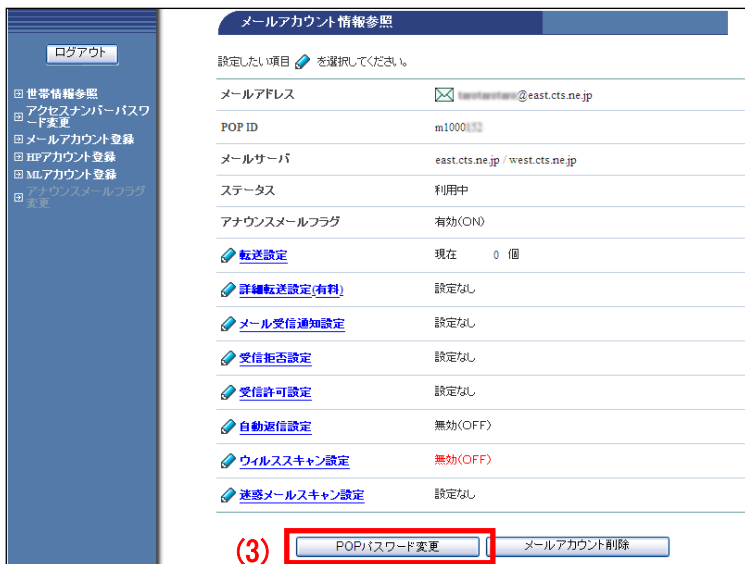 メールアカウント情報参照
ログアウト
設定したい項目 を選択してください。
世帯情報参照
アクセスナンバーパスワ
ード変更
メールアカウント登録
HPアカウント登録
MLアカウント登録
アナウンスメールフラグ
変更
メールアドレス @east.cts.ne.jp
POP ID m1000
メールサーバ east.cts.ne.jp / west.cts.ne.jp
ステータス 利用中
アナウンスメールフラグ 有効(ON)
転送設定 現在 0 個
詳細転送設定(有料) 設定なし
メール受信通知設定 設定なし
受信拒否設定 設定なし
受信許可設定 設定なし
自動返信設定 無効(OFF)
ウィルススキャン設定 無効(OFF)
迷惑メールスキャン設定 設定なし
(3) POPパスワード変更 メールアカウント削除